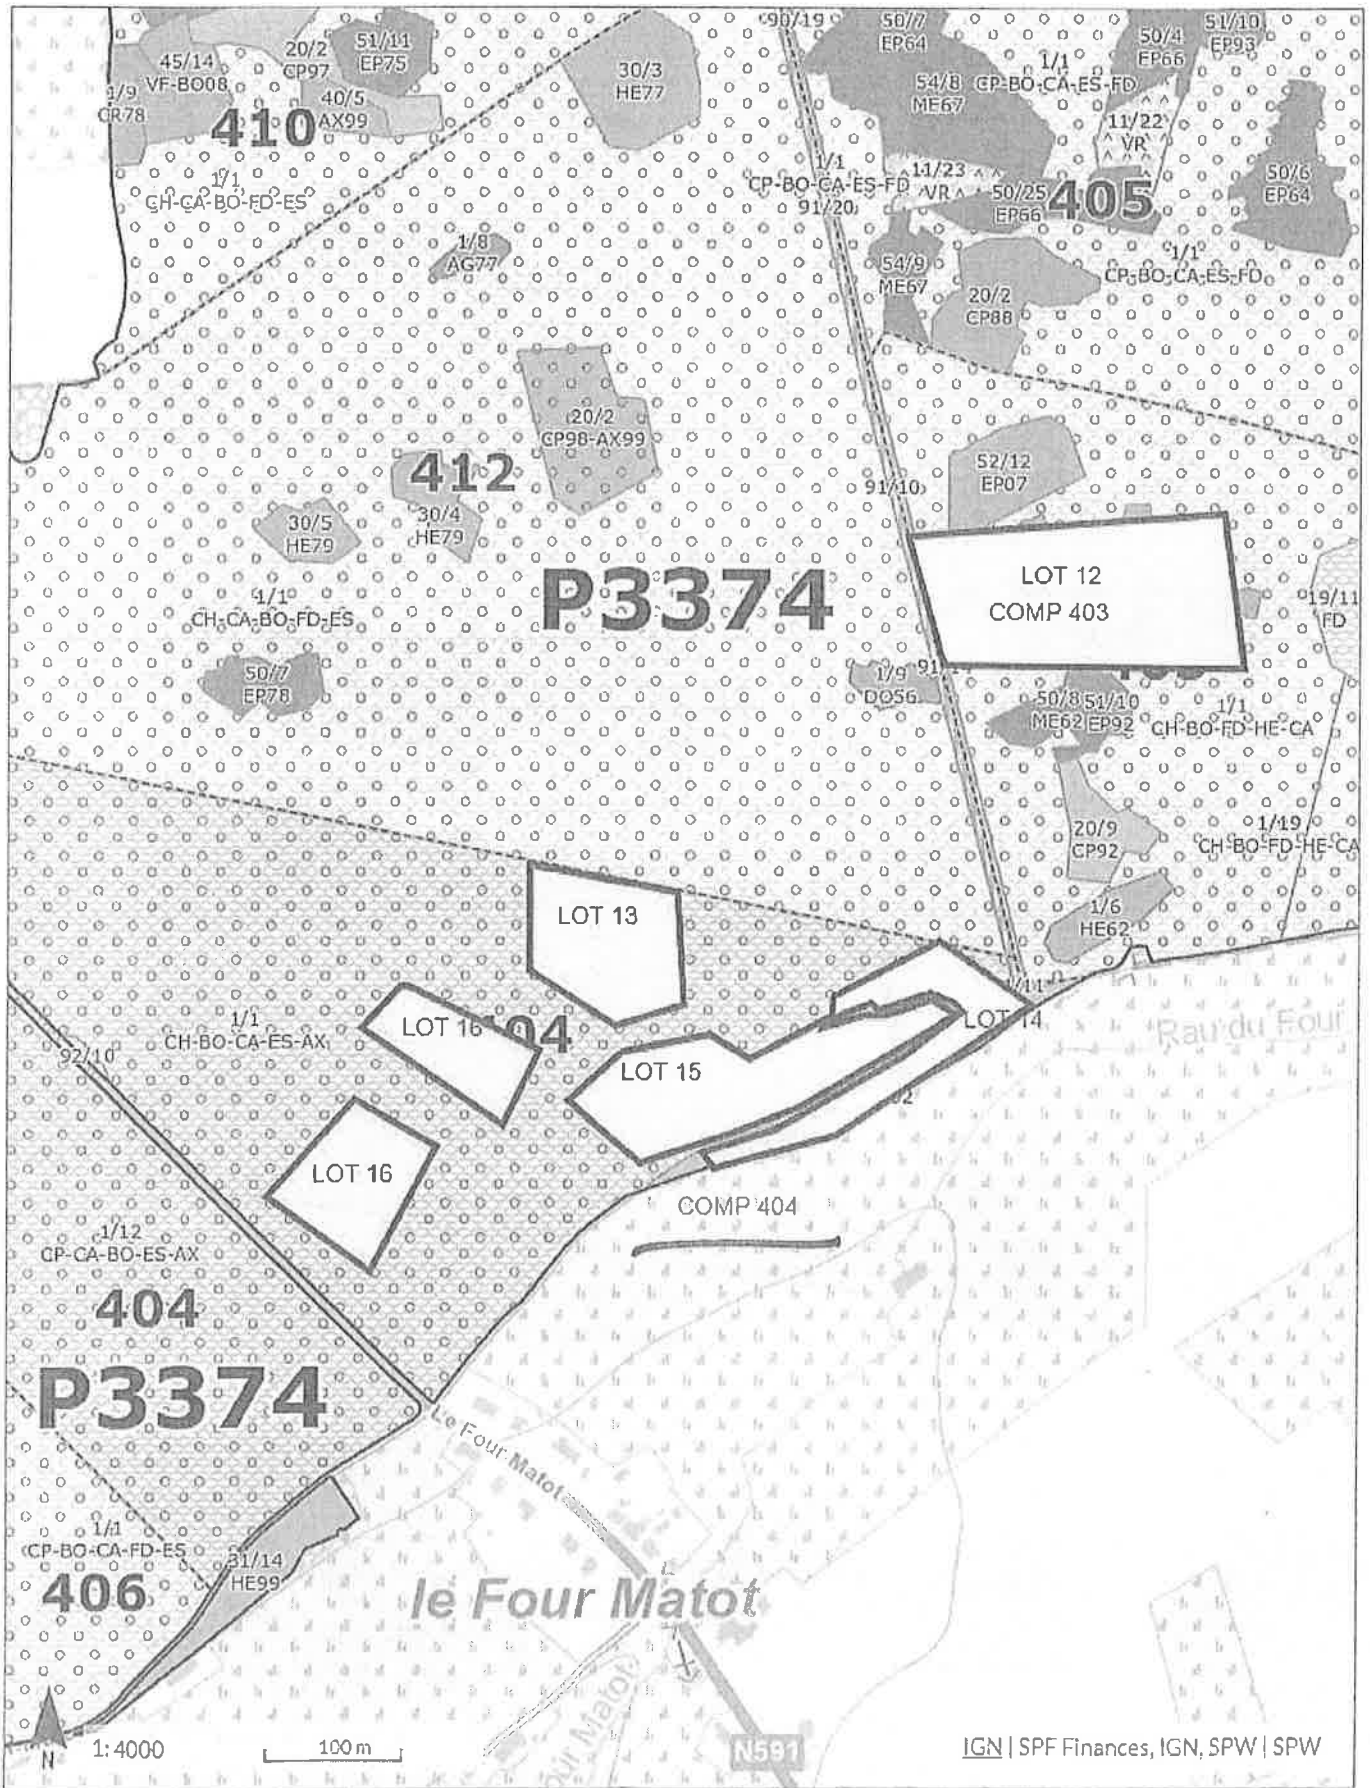 90/19
50/7
EP64
51/10
EP93
50/4
EP66
20/2
CP97
51/11
EP75
45/14
VF-BO08
30/3
HE77
1/1
CP-BO-CA-ES-FD
54/8
ME67
1/9
CR78
40/5
AX99
410
11/22
VR
1/1
CP-BO-CA-ES-FD
91/20
11/23
VR
50/25
EP66
405
50/6
EP64
1/1
CH-CA-BO-FD-ES
1/8
AG77
54/9
ME67
1/1
CP-BO-CA-ES-FD
20/2
CP88
20/2
CP98-AX99
412
52/12
EP07
91/10
30/5
HE79
30/4
HE79
LOT 12
COMP 403
P3374
1/1
CH-CA-BO-FD-ES
19/11
FD
50/7
EP78
1/9
DO56
50/8
ME62
51/10
EP92
1/1
CH-BO-FD-HE-CA
20/9
CP92
1/19
CH-BO-FD-HE-CA
LOT 13
1/6
HE62
LOT 16
LOT 14
Rau du Four
1/1
CH-BO-CA-ES-AX
92/10
LOT 15
LOT 16
COMP 404
1/12
CP-CA-BO-ES-AX
404
P3374
Le Four Matot
1/1
CP-BO-CA-FD-ES
406
31/14
HE99
le Four Matot
N
1: 4000
100 m
N591
IGN | SPF Finances, IGN, SPW | SPW